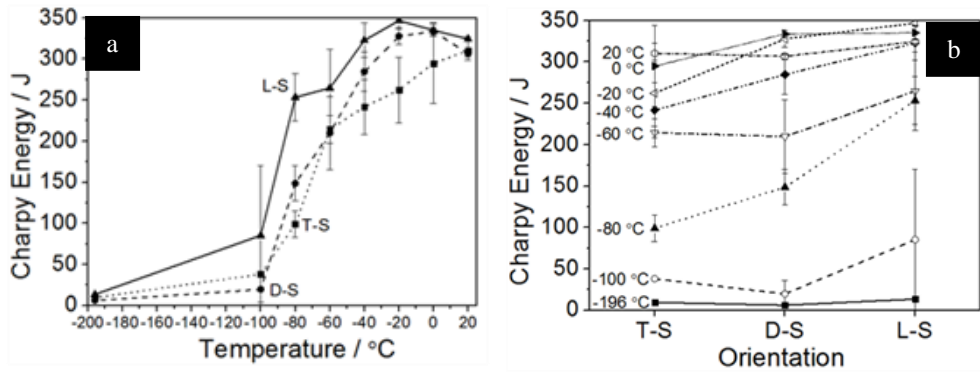 a
Charpy Energy / J
350
300
250
200
150
100
50
0
L-S
T-S
D-S
-200 -180 -160 -140 -120 -100 -80 -60 -40 -20 0 20
Temperature / °C
b
Charpy Energy / J
350
300
250
200
150
100
50
0
20 °C
0 °C
-20 °C
-40 °C
-60 °C
-80 °C
-100 °C
-196 °C
T-S D-S L-S
Orientation